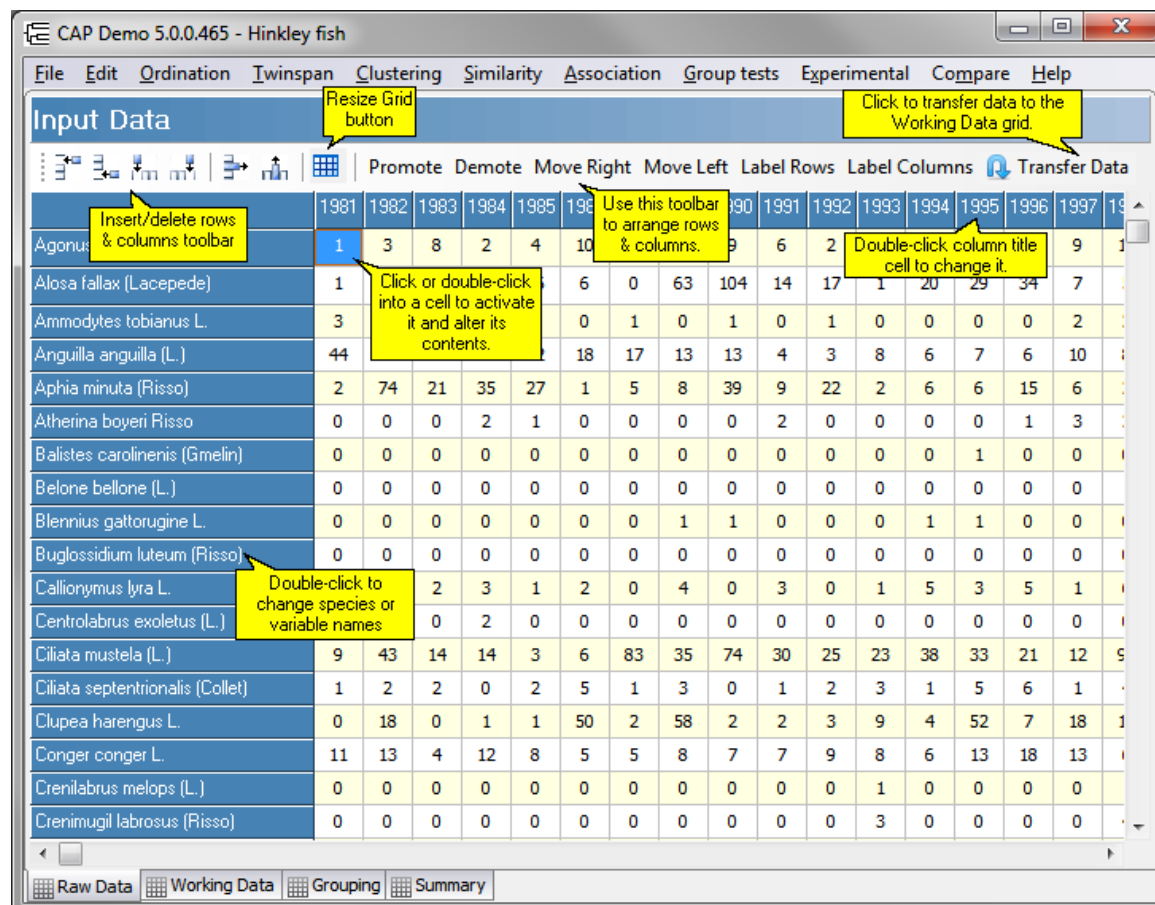 CAP Demo 5.0.0.465 - Hinkley fish
File Edit Ordination Twinspan Clustering Similarity Association Group tests Experimental Compare Help
Input Data
Resize Grid
button
Click to transfer data to the
Working Data grid.
Promote Demote Move Right Move Left Label Rows Label Columns Transfer Data
Insert/delete rows
& columns toolbar
Use this toolbar
to arrange rows
& columns.
Double-click column title
cell to change it.
Click or double-click
into a cell to activate
it and alter its
contents.
1981 1982 1983 1984 1985 1991 1992 1993 1994 1995 1996 1997
Agonus 1 3 8 2 4 10 9 6 2 9
Alosa fallax (Lacepede) 1 6 0 63 104 14 17 1 20 29 34 7
Ammodytes tobianus L. 3 0 1 0 1 0 1 0 0 0 0 2
Anguilla anguilla (L.) 44 18 17 13 13 4 3 8 6 7 6 10
Aphia minuta (Risso) 2 74 21 35 27 1 5 8 39 9 22 2 6 6 15 6
Atherina boyeri Risso 0 0 0 2 1 0 0 0 0 2 0 0 0 0 1 3
Balistes carolinenis (Gmelin) 0 0 0 0 0 0 0 0 0 0 0 0 0 1 0 0
Belone bellone (L.) 0 0 0 0 0 0 0 0 0 0 0 0 0 0 0 0
Blennius gattorugine L. 0 0 0 0 0 0 0 1 1 0 0 0 1 1 0 0
Buglossidium luteum (Risso) 0 0 0 0 0 0 0 0 0 0 0 0 0 0 0 0
Callionymus lyra L. 2 3 1 2 0 4 0 3 0 1 5 3 5 1
Centrolabrus exoletus (L.) 0 2 0 0 0 0 0 0 0 0 0 0 0 0
Double-click to
change species or
variable names
Ciliata mustela (L.) 9 43 14 14 3 6 83 35 74 30 25 23 38 33 21 12
Ciliata septentrionalis (Collet) 1 2 2 0 2 5 1 3 0 1 2 3 1 5 6 1
Clupea harengus L. 0 18 0 1 1 50 2 58 2 2 3 9 4 52 7 18
Conger conger L. 11 13 4 12 8 5 5 8 7 7 9 8 6 13 18 13
Crenilabrus melops (L.) 0 0 0 0 0 0 0 0 0 0 0 1 0 0 0 0
Crenimugil labrosus (Risso) 0 0 0 0 0 0 0 0 0 0 0 3 0 0 0 0
Raw Data Working Data Grouping Summary